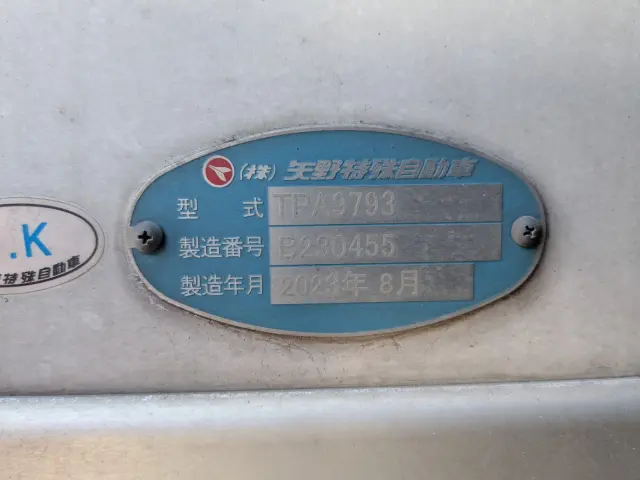 (株) 矢野特殊自動車
型 式 TPA9793
製造番号 B230455
製造年月 2023年 8月
.K
特殊自動車